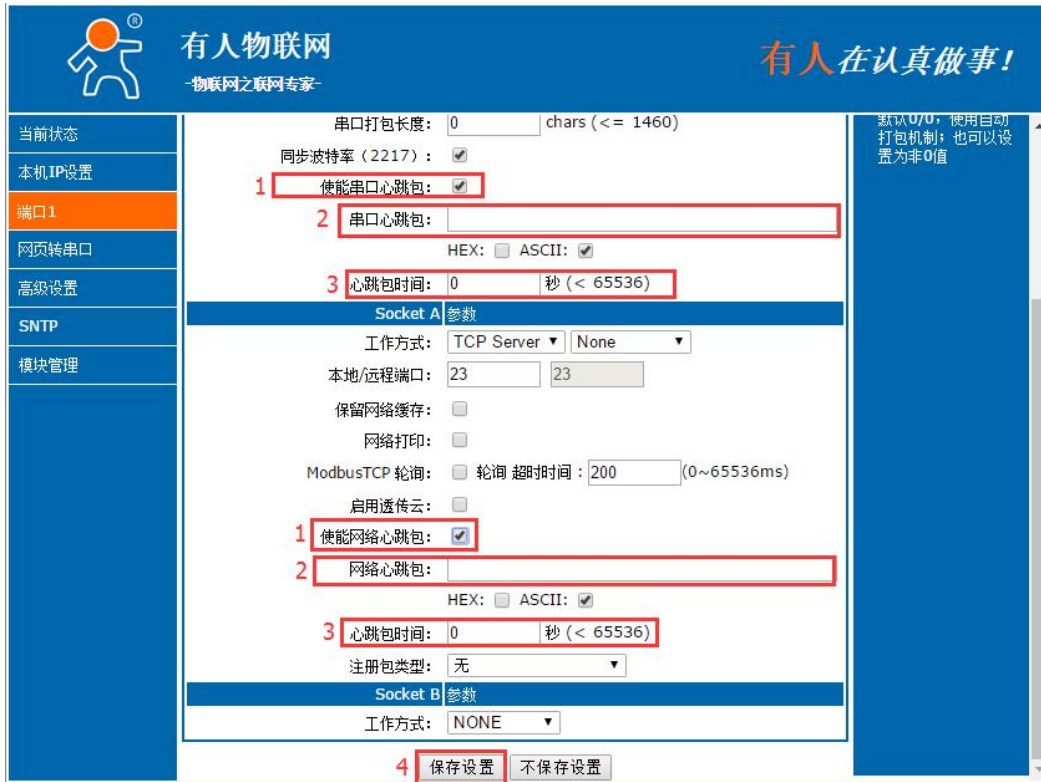 ®
有人物联网
-物联网之联网专家-
有人在认真做事!
当前状态
本机IP设置
端口1
网页转串口
高级设置
SNTP
模块管理
串口打包长度: 0 chars (<= 1460)
同步波特率(2217):
1 使能串口心跳包:
2 串口心跳包:
HEX: ASCII:
3 心跳包时间: 0 秒 (< 65536)
Socket A 参数
工作方式: TCP Server ▼ None ▼
本地/远程端口: 23 23
保留网络缓存:
网络打印:
ModbusTCP 轮询: 轮询 超时时间:200 (0~65536ms)
启用透传云:
1 使能网络心跳包:
2 网络心跳包:
HEX: ASCII:
3 心跳包时间: 0 秒 (< 65536)
注册包类型: 无 ▼
Socket B 参数
工作方式: NONE ▼
4 保存设置 不保存设置
默认0/0,使用自动
打包机制;也可以设
置为非0值